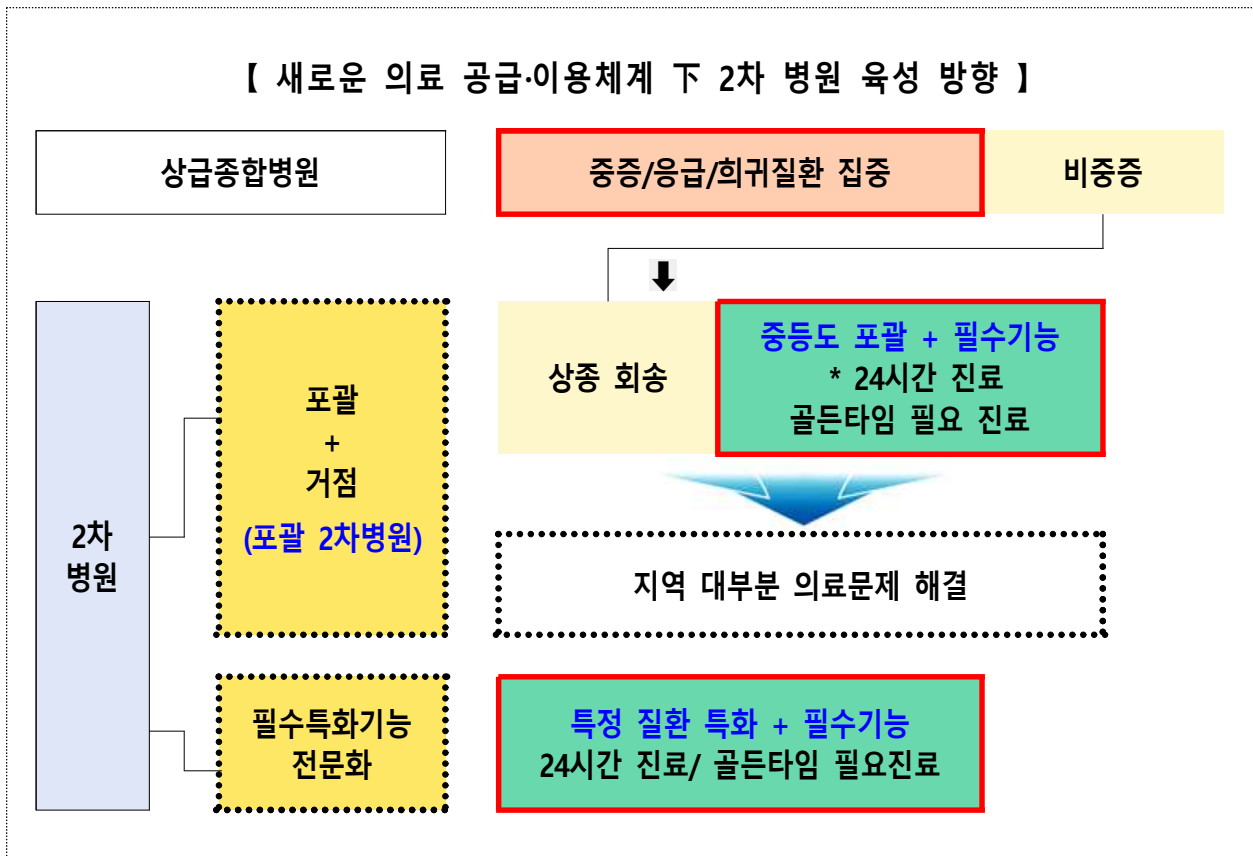 【 새로운 의료 공급·이용체계 下 2차 병원 육성 방향 】
상급종합병원
중증/응급/희귀질환 집중
비중증
2차
병원
포괄
+
거점
(포괄 2차병원)
상종 회송
중등도 포괄 + 필수기능
* 24시간 진료
골든타임 필요 진료
지역 대부분 의료문제 해결
필수특화기능
전문화
특정 질환 특화 + 필수기능
24시간 진료/ 골든타임 필요진료